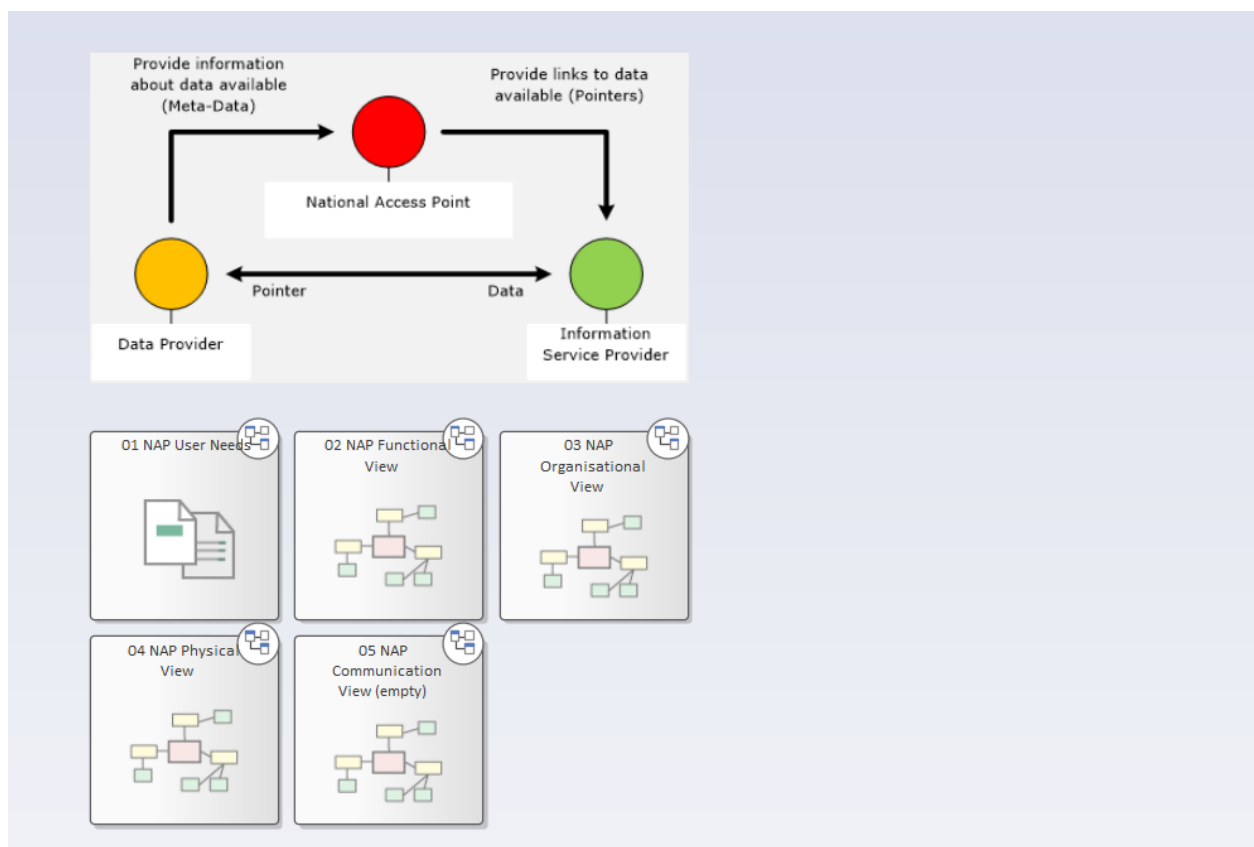 Provide information
about data available
(Meta-Data)
Provide links to data
available (Pointers)
National Access Point
Pointer
Data
Data Provider
Information
Service Provider
01 NAP User Needs
02 NAP Functional
View
03 NAP
Organisational
View
04 NAP Physical
View
05 NAP
Communication
View (empty)